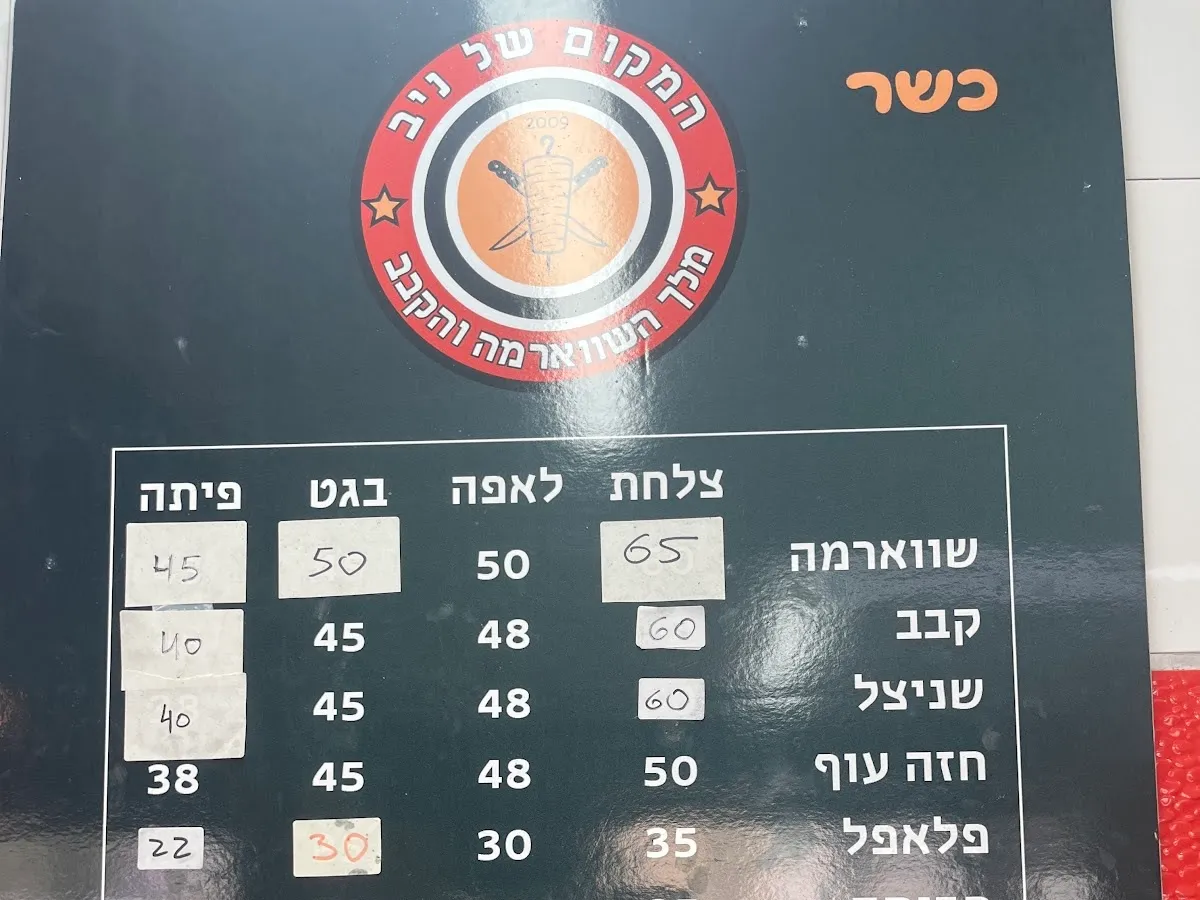 כשר
המקום של ניב
2009
מלך השווארמה והקבב
צלחת לאפה בגט פיתה
שווארמה 65 50 50 45
קבב 60 48 45 40
שניצל 60 48 45 40
חזה עוף 50 48 45 38
פלאפל 35 30 30 22